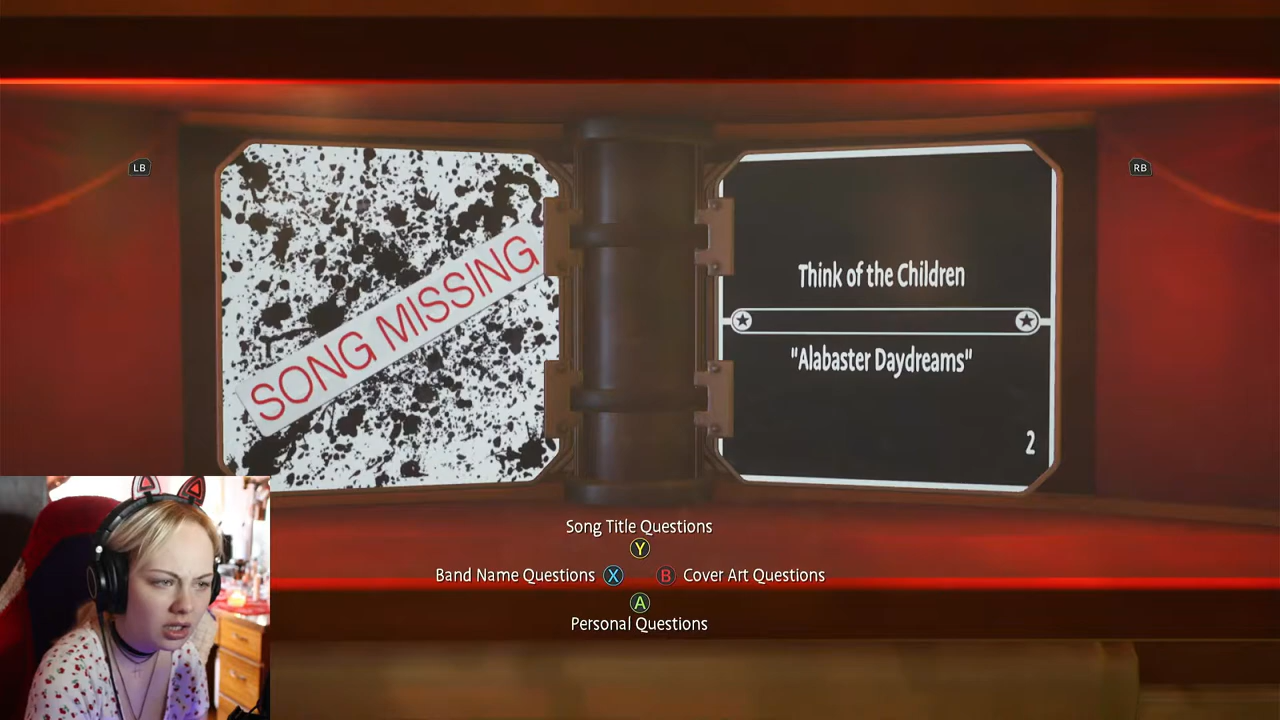 LB
RB
SONG MISSING
Think of the Children
"Alabaster Daydreams"
2
Song Title Questions
Y
Band Name Questions X B Cover Art Questions
A
Personal Questions